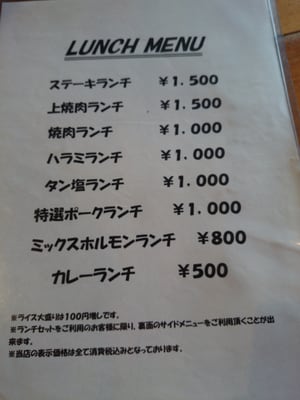 LUNCH MENU
ステーキランチ ￥1.500
上焼肉ランチ ￥1.500
焼肉ランチ ￥1.000
ハラミランチ ￥1.000
タン塩ランチ ￥1.000
特選ポークランチ ￥1.000
ミックスホルモンランチ ￥800
カレーランチ ￥500
※ライス大盛りは100円増しです。
※ランチセットをご利用のお客様に限り、裏面のサイドメニューをご利用頂くことが出
来ます。
※当店の表示価格は全て消費税込みとなっております。